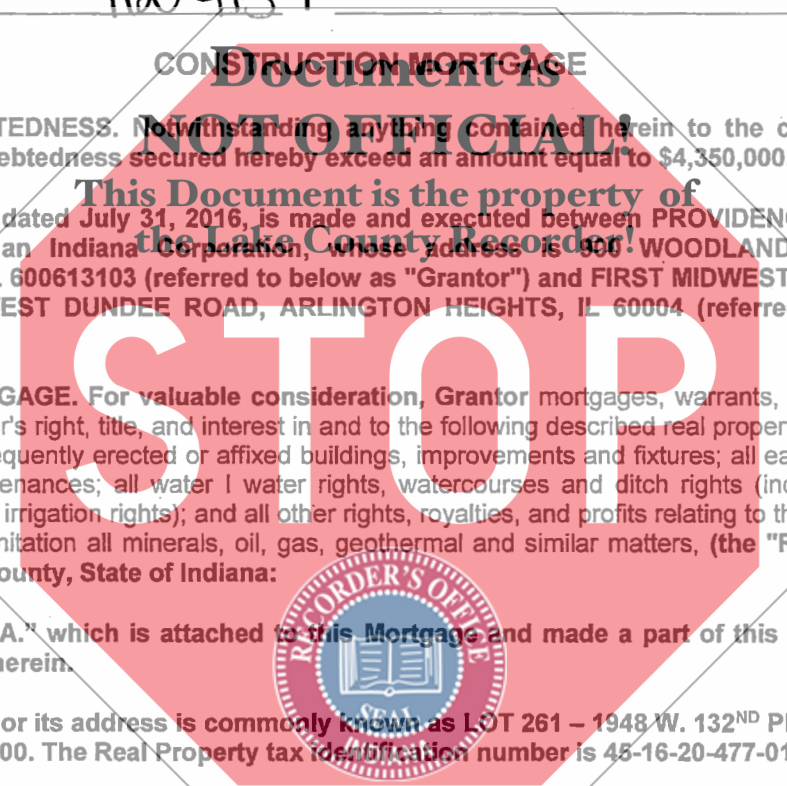 CONSTRUCTION MORTGAGE
Document is
TEDNESS. Notwithstanding anything contained herein to the c
NOT OFFICIAL!
ebtedness secured hereby exceed an amount equal to $4,350,000
This Document is the property of
dated July 31, 2016, is made and executed between PROVIDEN
the Lake County Recorder!
an Indiana Corporation, whose address is 900 WOODLAND
. 600613103 (referred to below as "Grantor") and FIRST MIDWEST
EST DUNDEE ROAD, ARLINGTON HEIGHTS, IL 60004 (referre
STOP
GAGE. For valuable consideration, Grantor mortgages, warrants,
r's right, title, and interest in and to the following described real proper
equently erected or affixed buildings, improvements and fixtures; all ea
enances; all water l water rights, watercourses and ditch rights (inc
irrigation rights); and all other rights, royalties, and profits relating to th
nitation all minerals, oil, gas, geothermal and similar matters, (the "R
ounty, State of Indiana:
RECORDER'S OFFICE
A." which is attached to this Mortgage and made a part of this
herein.
SEAL
or its address is commonly known as LOT 261 – 1948 W. 132ND P
INDIANA
00. The Real Property tax identification number is 45-16-20-477-01